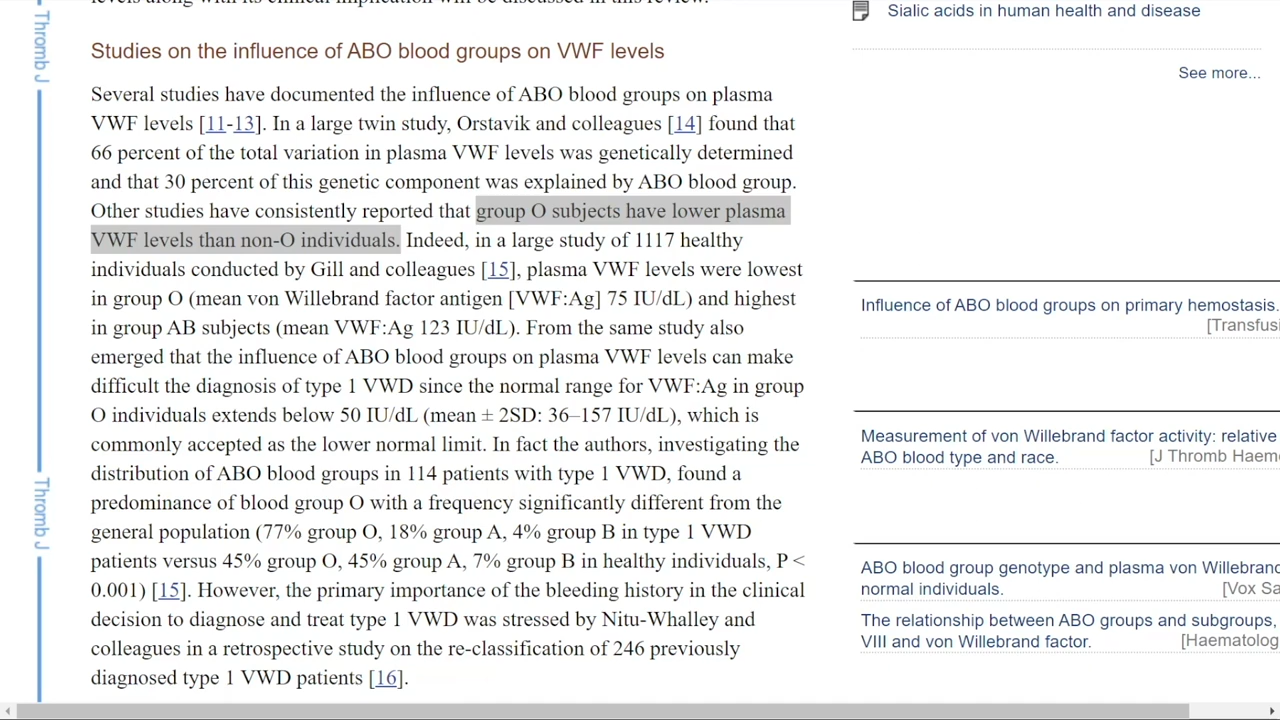 Thromb J
Thromb J
Studies on the influence of ABO blood groups on VWF levels
Several studies have documented the influence of ABO blood groups on plasma
VWF levels [11-13]. In a large twin study, Orstavik and colleagues [14] found that
66 percent of the total variation in plasma VWF levels was genetically determined
and that 30 percent of this genetic component was explained by ABO blood group.
Other studies have consistently reported that group O subjects have lower plasma
VWF levels than non-O individuals. Indeed, in a large study of 1117 healthy
individuals conducted by Gill and colleagues [15], plasma VWF levels were lowest
in group O (mean von Willebrand factor antigen [VWF:Ag] 75 IU/dL) and highest
in group AB subjects (mean VWF:Ag 123 IU/dL). From the same study also
emerged that the influence of ABO blood groups on plasma VWF levels can make
difficult the diagnosis of type 1 VWD since the normal range for VWF:Ag in group
O individuals extends below 50 IU/dL (mean ± 2SD: 36–157 IU/dL), which is
commonly accepted as the lower normal limit. In fact the authors, investigating the
distribution of ABO blood groups in 114 patients with type 1 VWD, found a
predominance of blood group O with a frequency significantly different from the
general population (77% group O, 18% group A, 4% group B in type 1 VWD
patients versus 45% group O, 45% group A, 7% group B in healthy individuals, P <
0.001) [15]. However, the primary importance of the bleeding history in the clinical
decision to diagnose and treat type 1 VWD was stressed by Nitu-Whalley and
colleagues in a retrospective study on the re-classification of 246 previously
diagnosed type 1 VWD patients [16].
Sialic acids in human health and disease
See more...
Influence of ABO blood groups on primary hemostasis.
[Transfusi
Measurement of von Willebrand factor activity: relative
ABO blood type and race. [J Thromb Haem
ABO blood group genotype and plasma von Willebrand
normal individuals. [Vox Sa
The relationship between ABO groups and subgroups,
VIII and von Willebrand factor. [Haematolog